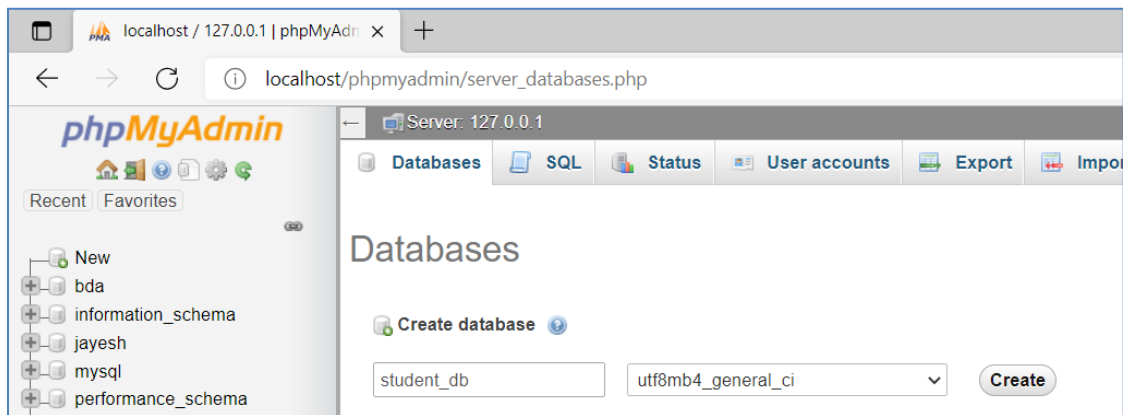 localhost / 127.0.0.1 | phpMyAdn
localhost/phpmyadmin/server_databases.php
phpMyAdmin
Recent Favorites
New
bda
information_schema
jayesh
mysql
performance_schema
Server: 127.0.0.1
Databases SQL Status User accounts Export Impor
Databases
Create database
student_db utf8mb4_general_ci Create